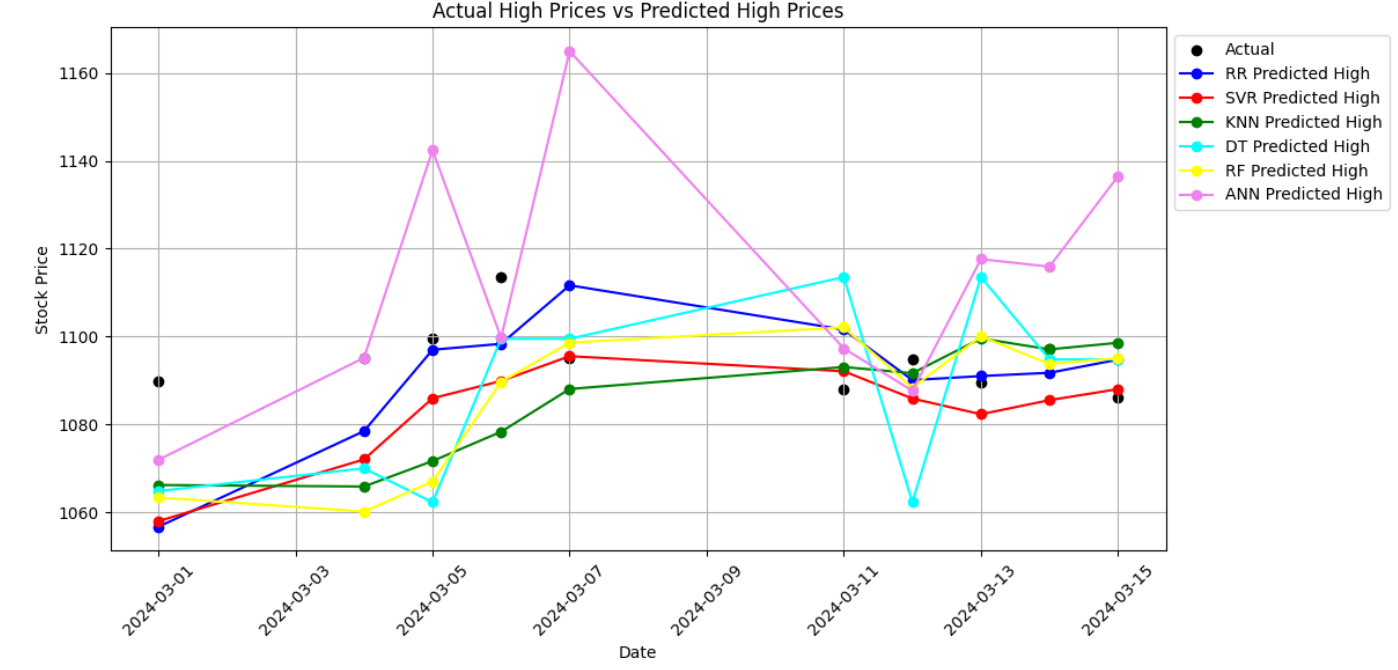 Actual High Prices vs Predicted High Prices
Actual
RR Predicted High
SVR Predicted High
KNN Predicted High
DT Predicted High
RF Predicted High
ANN Predicted High
Stock Price
1160
1140
1120
1100
1080
1060
2024-03-01
2024-03-03
2024-03-05
2024-03-07
2024-03-09
2024-03-11
2024-03-13
2024-03-15
Date